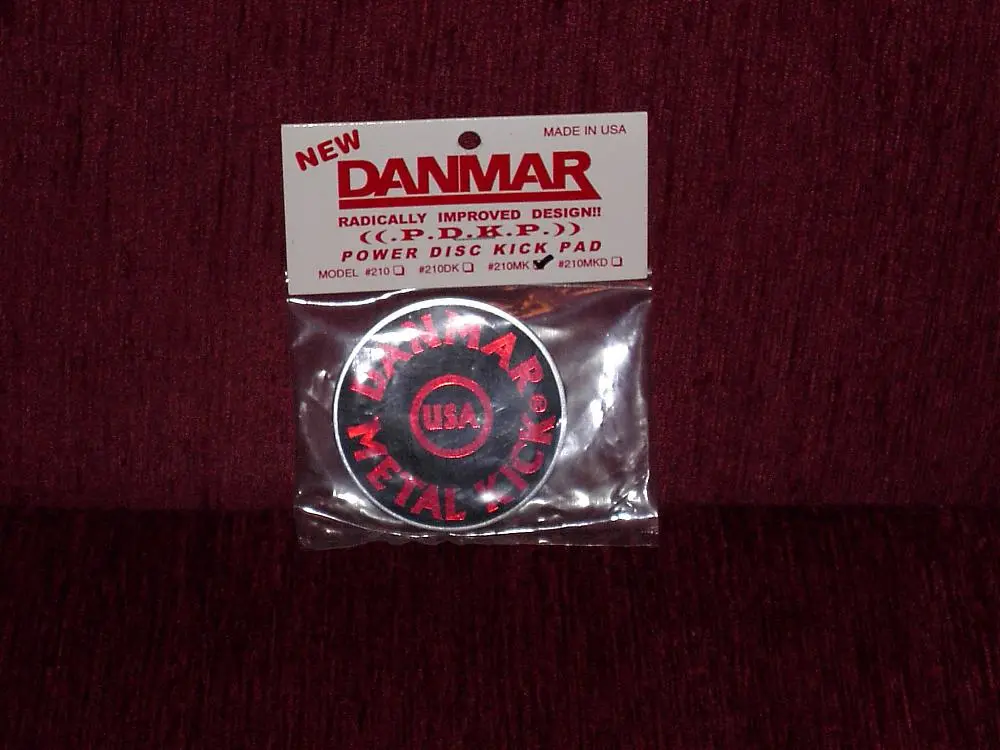 NEW
MADE IN USA
DANMAR
RADICALLY IMPROVED DESIGN!!
((.P.D.K.P.))
POWER DISC KICK PAD
MODEL #210 #210DK #210MK #210MKD
DANMAR®
USA
METAL KICK